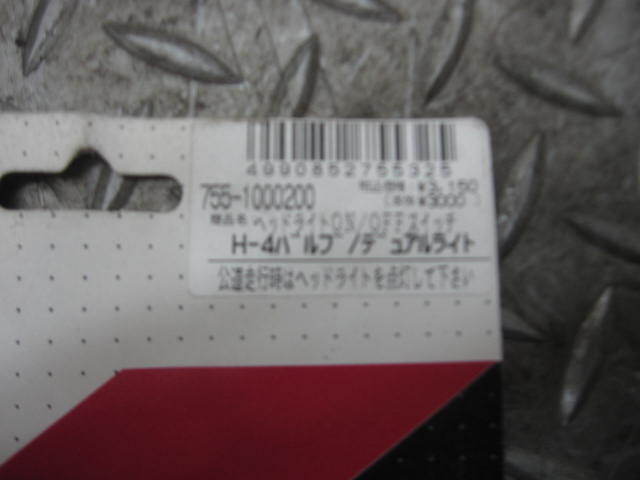 4990852755325
755-1000200 税込価格 ¥3,150
(本体 ¥3000)
商品名 ヘッドライトON/OFFスイッチ
H-4バルブ/デュアルライト
公道走行時はヘッドライトを点灯して下さい